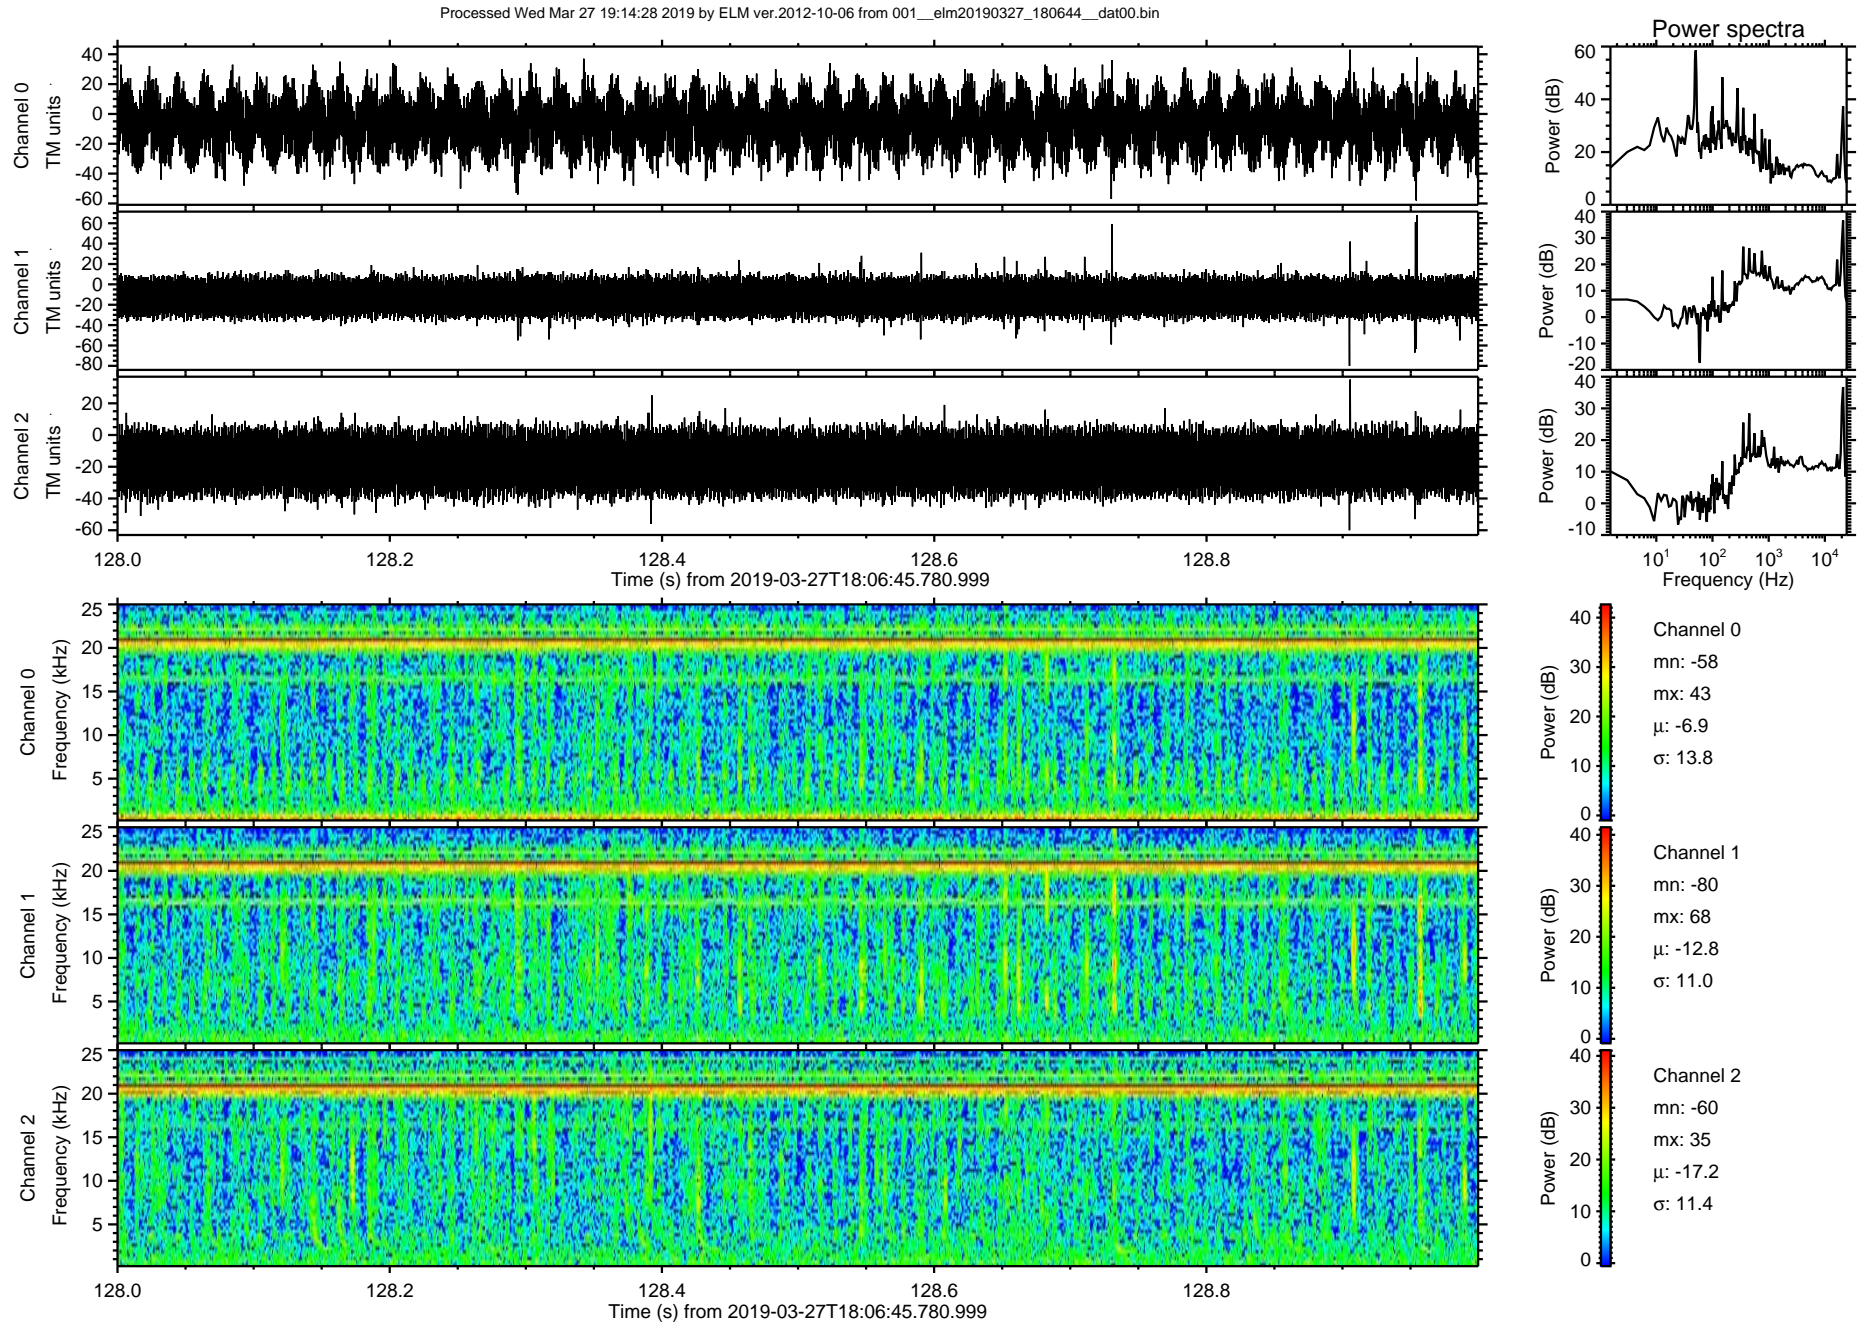 Processed Wed Mar 27 19:14:28 2019 by ELM ver.2012-10-06 from 001__elm20190327_180644__dat00.bin
Power spectra
Channel 0
TM units
40
20
0
-20
-40
-60
Power (dB)
60
40
20
0
Channel 1
TM units
60
40
20
0
-20
-40
-60
-80
Power (dB)
40
30
20
10
0
-10
-20
Channel 2
TM units
20
0
-20
-40
-60
Power (dB)
40
30
20
10
0
-10
128.0 128.2 128.4 128.6 128.8
Time (s) from 2019-03-27T18:06:45.780.999
10¹ 10² 10³ 10⁴
Frequency (Hz)
Channel 0
Frequency (kHz)
25
20
15
10
5
Power (dB)
40
30
20
10
0
Channel 0
mn: -58
mx: 43
μ: -6.9
σ: 13.8
Channel 1
Frequency (kHz)
25
20
15
10
5
Power (dB)
40
30
20
10
0
Channel 1
mn: -80
mx: 68
μ: -12.8
σ: 11.0
Channel 2
Frequency (kHz)
25
20
15
10
5
Power (dB)
40
30
20
10
0
Channel 2
mn: -60
mx: 35
μ: -17.2
σ: 11.4
128.0 128.2 128.4 128.6 128.8
Time (s) from 2019-03-27T18:06:45.780.999